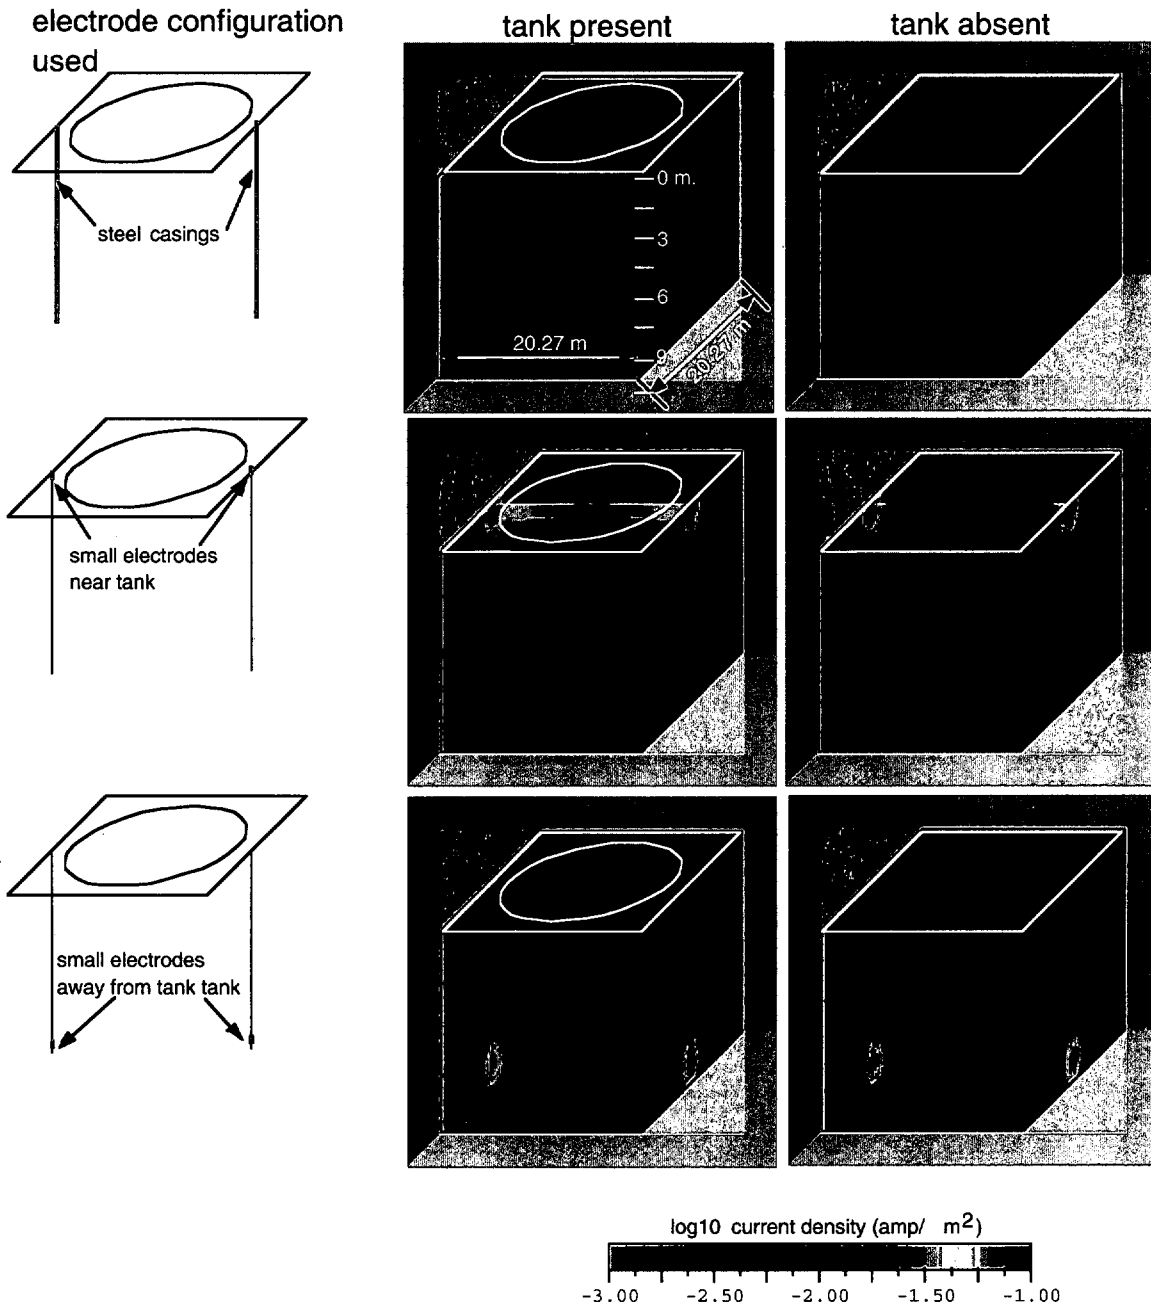 electrode configuration
used
tank present
tank absent
steel casings
0 m.
3
6
9
20.27 m
20.27 m
small electrodes
near tank
small electrodes
away from tank tank
log10 current density (amp/ m²)
-3.00 -2.50 -2.00 -1.50 -1.00